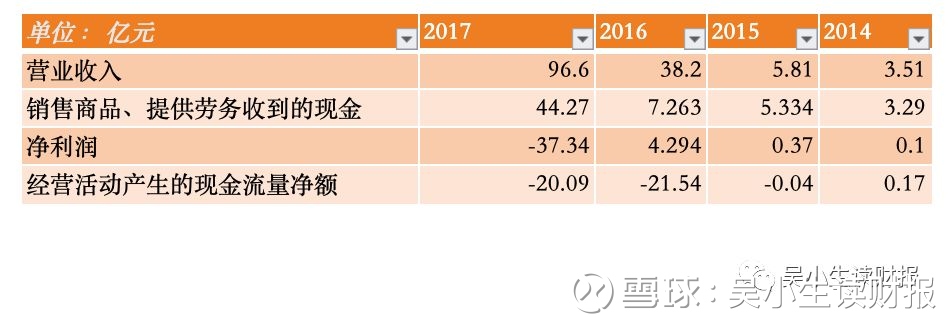 单位： 亿元 2017 2016 2015 2014
营业收入 96.6 38.2 5.81 3.51
销售商品、提供劳务收到的现金 44.27 7.263 5.334 3.29
净利润 -37.34 4.294 0.37 0.1
经营活动产生的现金流量净额 -20.09 -21.54 -0.04 0.17
吴小生读财报
雪球：吴小生读财报